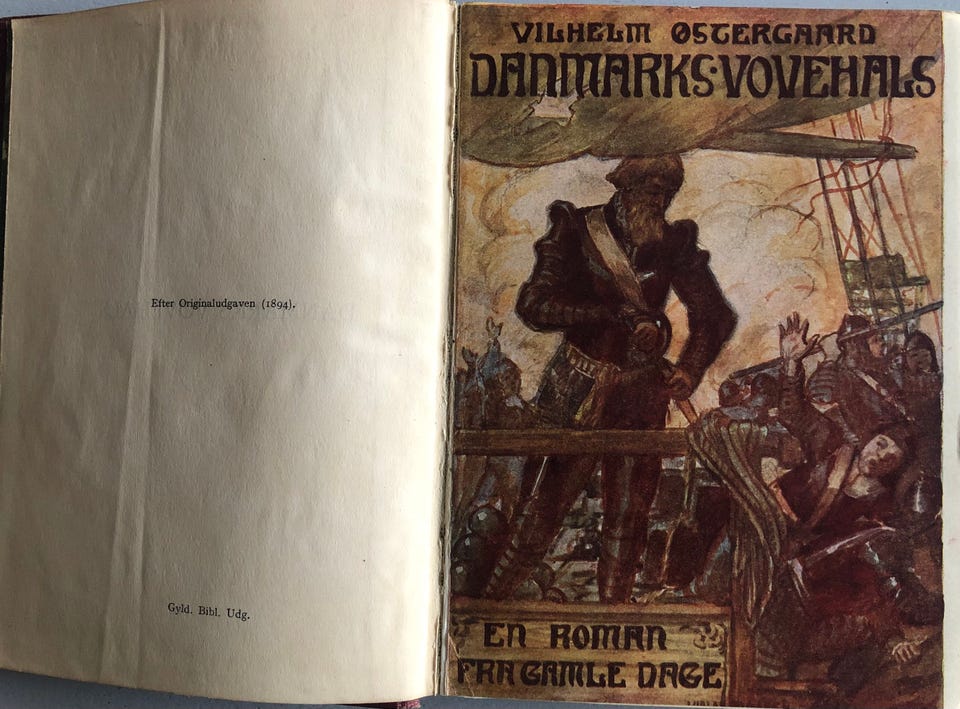 Efter Originaludgaven (1894).
Gyld. Bibl. Udg.
VILHELM ØSTERGAARD
DANMARKS·VOVEHALS
EN ROMAN
FRA GAMLE DAGE